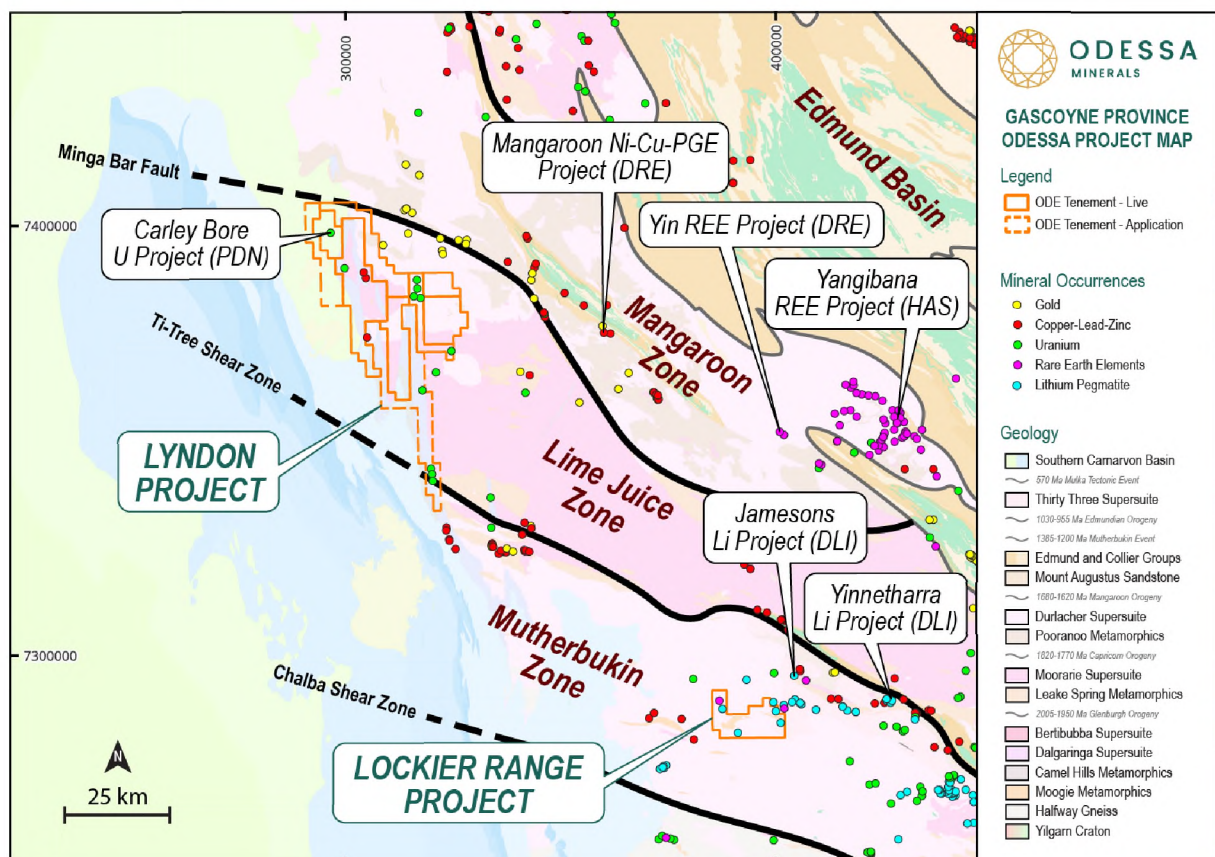 300000
400000
Edmund Basin
Minga Bar Fault
Mangaroon Ni-Cu-PGE
Project (DRE)
7400000
Carley Bore
U Project (PDN)
Yin REE Project (DRE)
Yangibana
REE Project (HAS)
Ti-Tree Shear Zone
Mangaroon
Zone
LYNDON
PROJECT
Lime Juice
Zone
Jamesons
Li Project (DLI)
Yinnetharra
Li Project (DLI)
Mutherbukin
Zone
7300000
Chalba Shear Zone
LOCKIER RANGE
PROJECT
N
25 km
ODESSA
MINERALS
GASCOYNE PROVINCE
ODESSA PROJECT MAP
Legend
ODE Tenement - Live
ODE Tenement - Application
Mineral Occurrences
Gold
Copper-Lead-Zinc
Uranium
Rare Earth Elements
Lithium Pegmatite
Geology
Southern Carnarvon Basin
570 Ma Mulka Tectonic Event
Thirty Three Supersuite
1030-955 Ma Edmundian Orogeny
1385-1200 Ma Mutherbukin Event
Edmund and Collier Groups
Mount Augustus Sandstone
1680-1620 Ma Mangaroon Orogeny
Durlacher Supersuite
Pooranoo Metamorphics
1820-1770 Ma Capricorn Orogeny
Moorarie Supersuite
Leake Spring Metamorphics
2005-1950 Ma Glenburgh Orogeny
Bertibubba Supersuite
Dalgaringa Supersuite
Camel Hills Metamorphics
Moogie Metamorphics
Halfway Gneiss
Yilgarn Craton